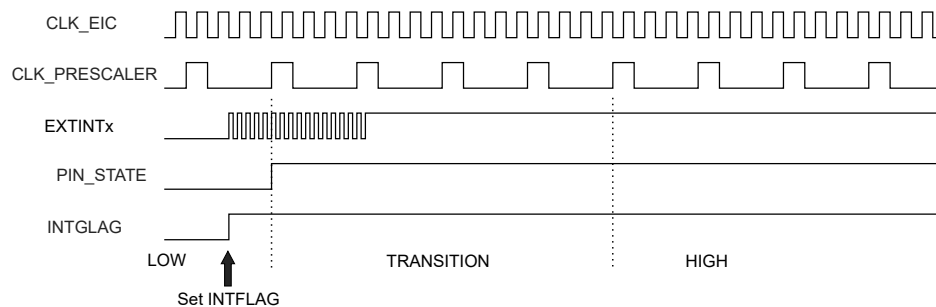 CLK_EIC
CLK_PRESCALER
EXTINTx
PIN_STATE
INTGLAG
LOW TRANSITION HIGH
Set INTFLAG